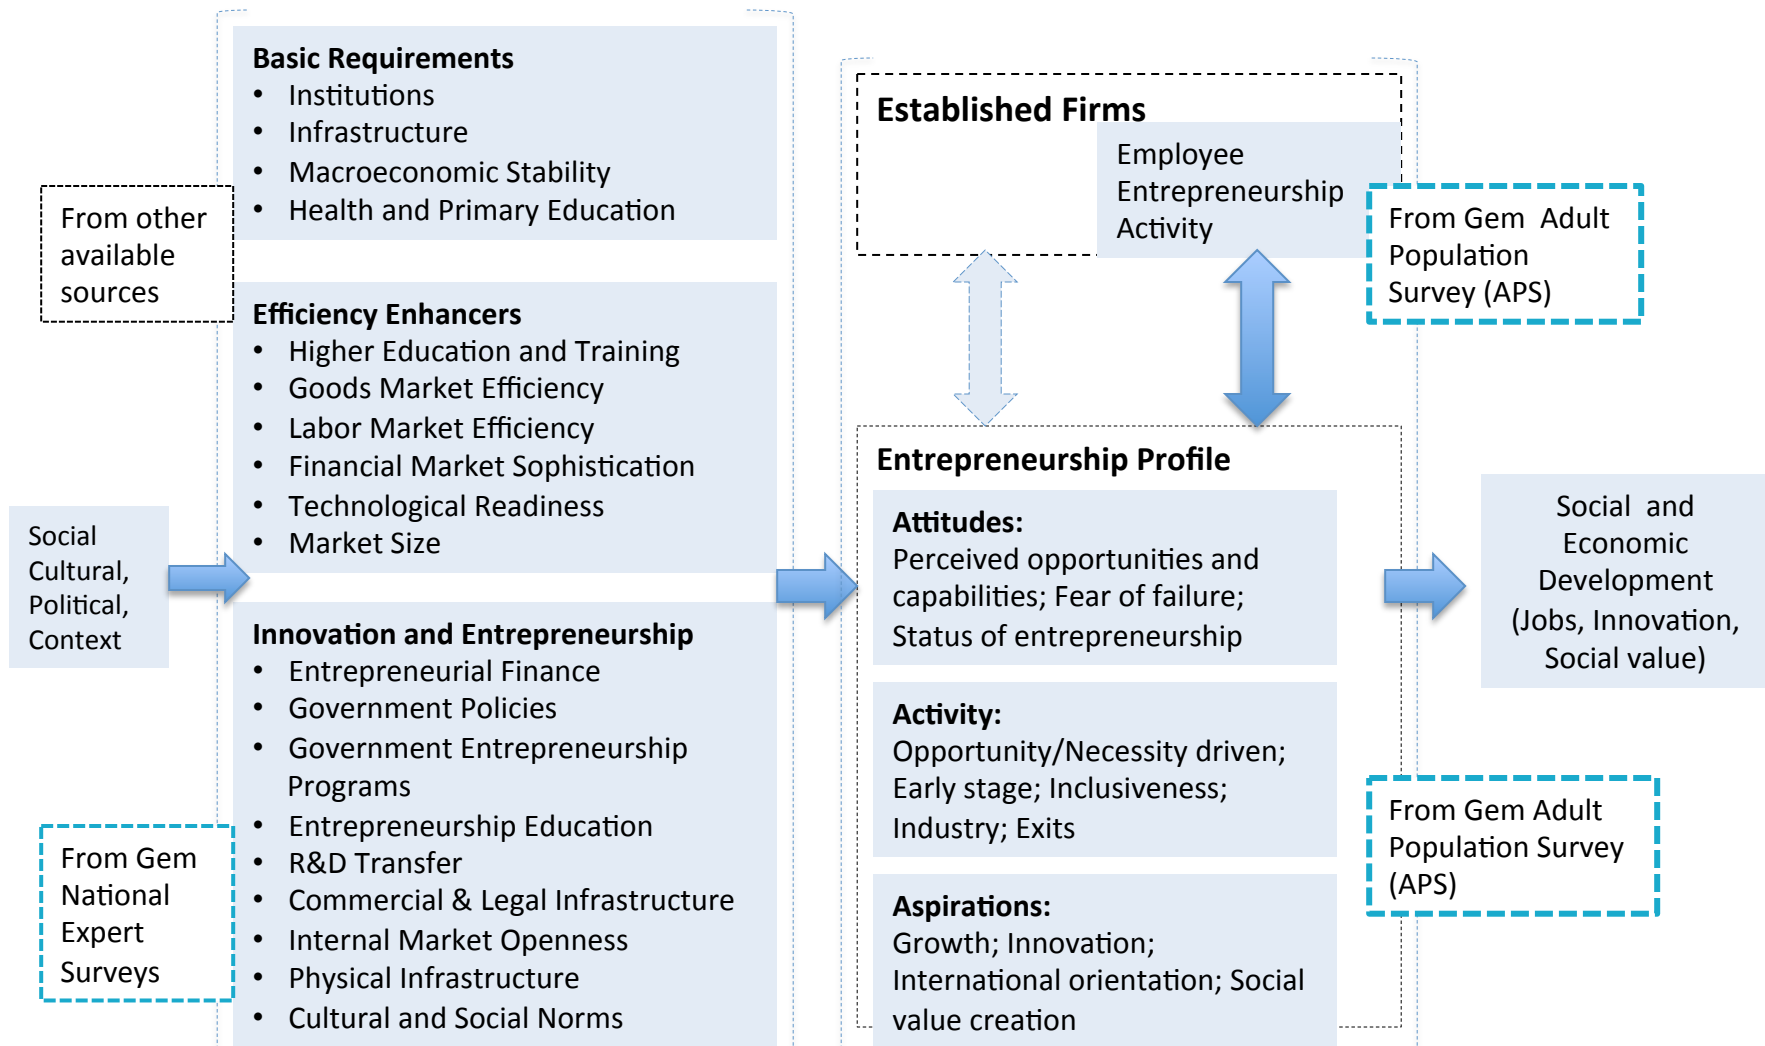 Basic Requirements
• Institutions
• Infrastructure
• Macroeconomic Stability
• Health and Primary Education
From other
available
sources
Efficiency Enhancers
• Higher Education and Training
• Goods Market Efficiency
• Labor Market Efficiency
• Financial Market Sophistication
• Technological Readiness
• Market Size
Social
Cultural,
Political,
Context
Innovation and Entrepreneurship
• Entrepreneurial Finance
• Government Policies
• Government Entrepreneurship
Programs
• Entrepreneurship Education
• R&D Transfer
• Commercial & Legal Infrastructure
• Internal Market Openness
• Physical Infrastructure
• Cultural and Social Norms
From Gem
National
Expert
Surveys
Established Firms
Employee
Entrepreneurship
Activity
From Gem Adult
Population
Survey (APS)
Entrepreneurship Profile
Attitudes:
Perceived opportunities and
capabilities; Fear of failure;
Status of entrepreneurship
Activity:
Opportunity/Necessity driven;
Early stage; Inclusiveness;
Industry; Exits
Aspirations:
Growth; Innovation;
International orientation; Social
value creation
From Gem Adult
Population Survey
(APS)
Social and
Economic
Development
(Jobs, Innovation,
Social value)